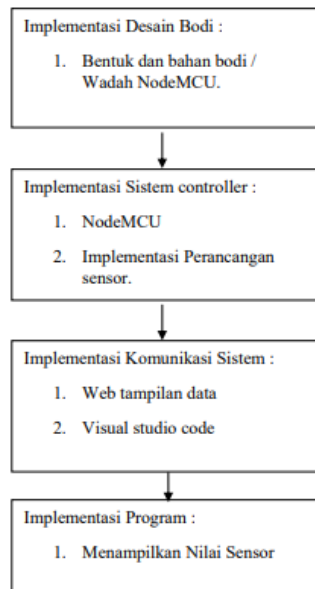 Implementasi Desain Bodi :
1. Bentuk dan bahan bodi /
Wadah NodeMCU.
Implementasi Sistem controller :
1. NodeMCU
2. Implementasi Perancangan
sensor.
Implementasi Komunikasi Sistem :
1. Web tampilan data
2. Visual studio code
Implementasi Program :
1. Menampilkan Nilai Sensor